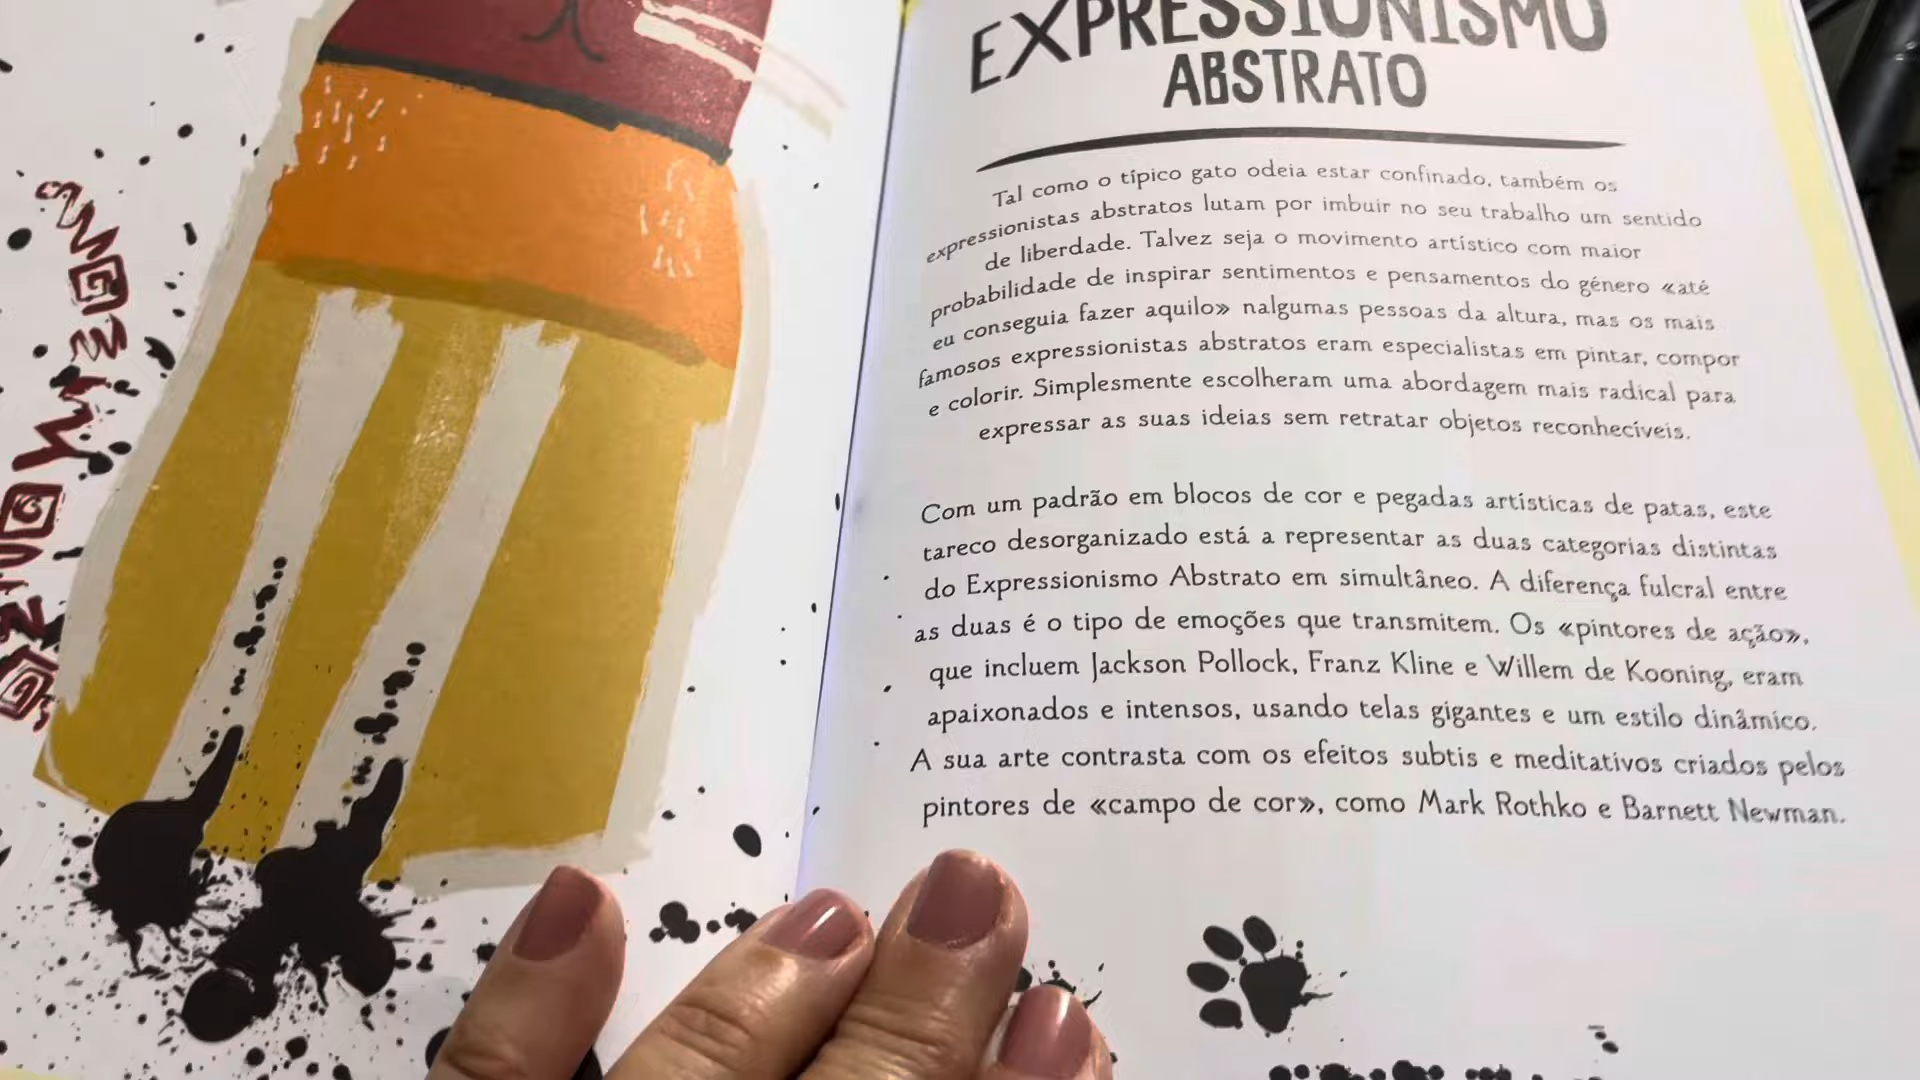 EXPRESSIONISMO
ABSTRATO
Tal como o típico gato odeia estar confinado, também os
expressionistas abstratos lutam por imbuir no seu trabalho um sentido
de liberdade. Talvez seja o movimento artístico com maior
probabilidade de inspirar sentimentos e pensamentos do género «até
eu conseguia fazer aquilo» nalgumas pessoas da altura, mas os mais
famosos expressionistas abstratos eram especialistas em pintar, compor
e colorir. Simplesmente escolheram uma abordagem mais radical para
expressar as suas ideias sem retratar objetos reconhecíveis.
Com um padrão em blocos de cor e pegadas artísticas de patas, este
tareco desorganizado está a representar as duas categorias distintas
do Expressionismo Abstrato em simultâneo. A diferença fulcral entre
as duas é o tipo de emoções que transmitem. Os «pintores de ação»,
que incluem Jackson Pollock, Franz Kline e Willem de Kooning, eram
apaixonados e intensos, usando telas gigantes e um estilo dinâmico.
A sua arte contrasta com os efeitos subtis e meditativos criados pelos
pintores de «campo de cor», como Mark Rothko e Barnett Newman.